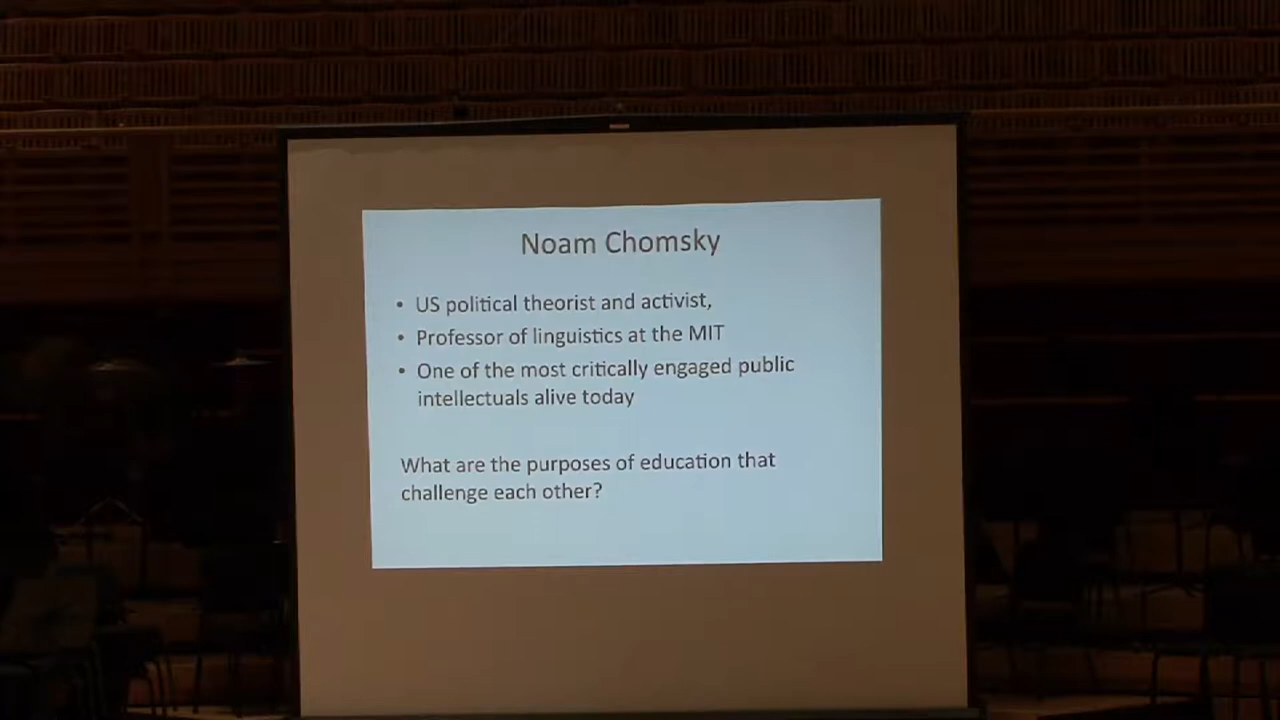 Noam Chomsky
• US political theorist and activist,
• Professor of linguistics at the MIT
• One of the most critically engaged public
intellectuals alive today
What are the purposes of education that
challenge each other?